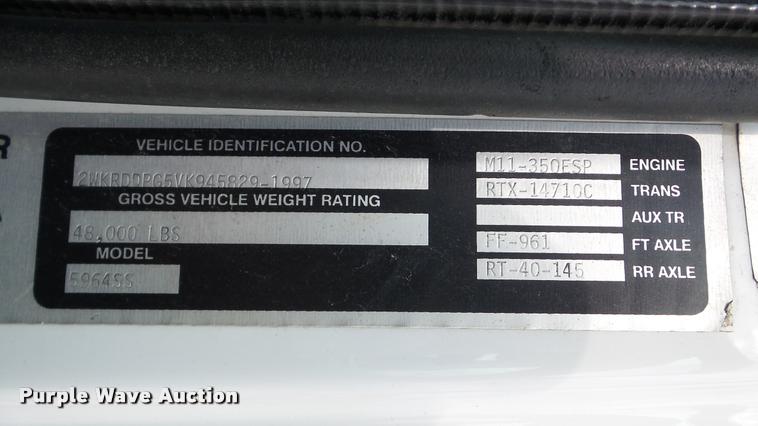 VEHICLE IDENTIFICATION NO.
2WKRDDPG5VK945829-1997
GROSS VEHICLE WEIGHT RATING
48,000 LBS
MODEL
5964SS
M11-350ESP ENGINE
RTX-14710C TRANS
AUX TR
FF-961 FT AXLE
RT-40-145 RR AXLE
R
A
Purple Wave Auction